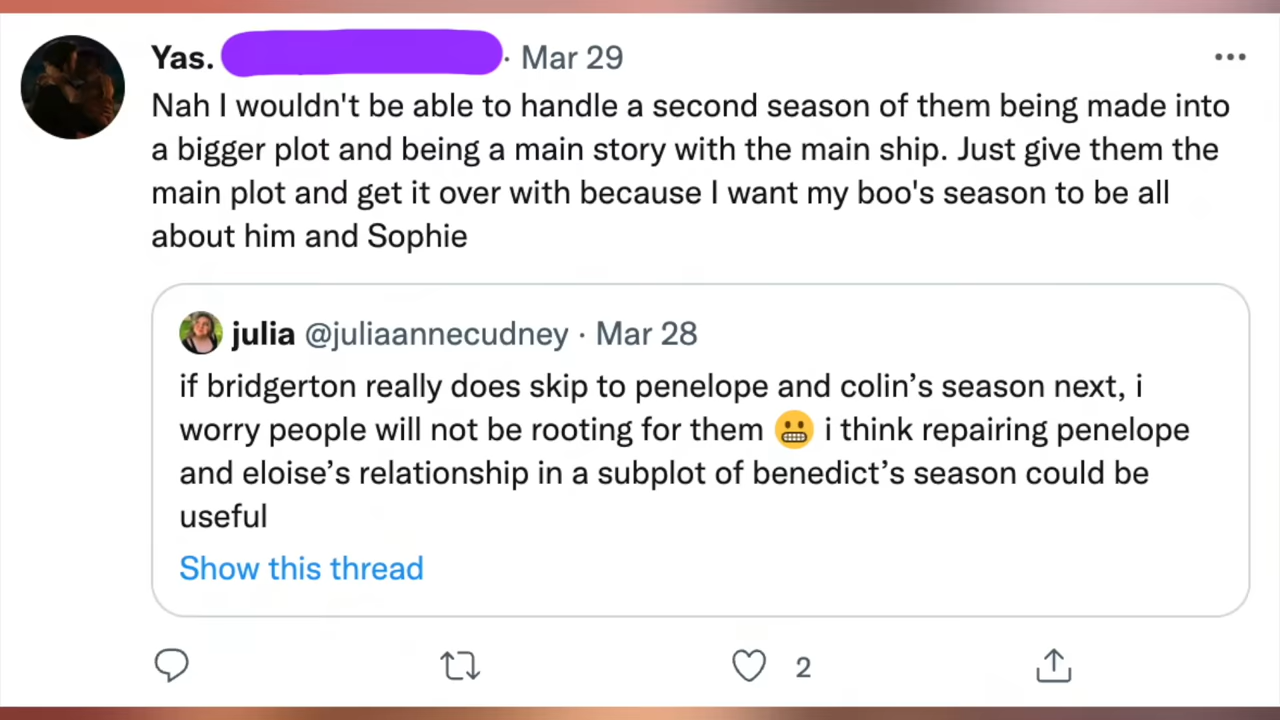 Yas. · Mar 29
Nah I wouldn't be able to handle a second season of them being made into
a bigger plot and being a main story with the main ship. Just give them the
main plot and get it over with because I want my boo's season to be all
about him and Sophie
julia @juliaannecudney · Mar 28
if bridgerton really does skip to penelope and colin’s season next, i
worry people will not be rooting for them 😬 i think repairing penelope
and eloise’s relationship in a subplot of benedict’s season could be
useful
Show this thread
2